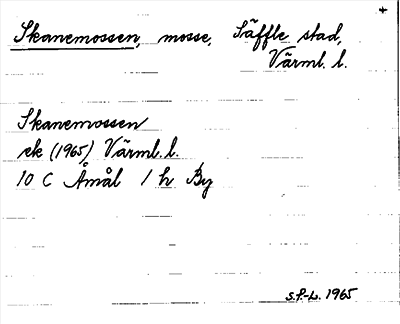 Skanemossen, mosse, Säffle stad,
Värml. l.
Skanemossen
ek (1965) Värml. l.
10 C Åmål 1 h By
S.P.-L. 1965